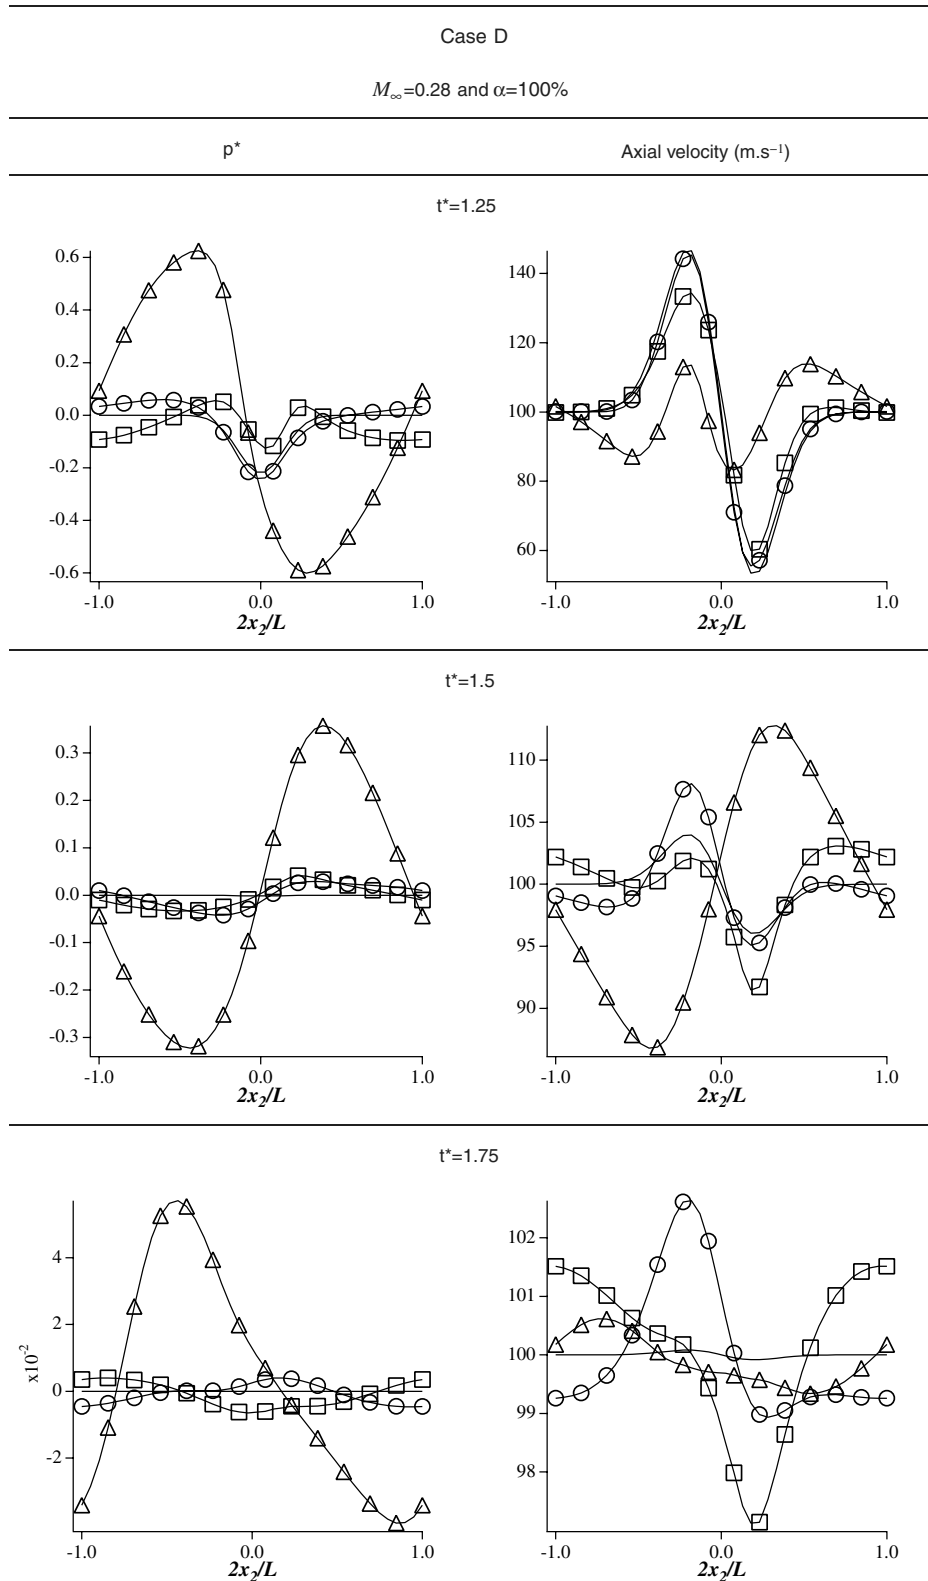 Case D
M∞=0.28 and α=100%
p*
Axial velocity (m.s⁻¹)
t*=1.25
0.6
0.4
0.2
0.0
-0.2
-0.4
-0.6
-1.0 0.0 1.0
2x₂/L
140
120
100
80
60
-1.0 0.0 1.0
2x₂/L
t*=1.5
0.3
0.2
0.1
0.0
-0.1
-0.2
-0.3
-1.0 0.0 1.0
2x₂/L
110
105
100
95
90
-1.0 0.0 1.0
2x₂/L
t*=1.75
x10⁻²
4
2
0
-2
-1.0 0.0 1.0
2x₂/L
102
101
100
99
98
-1.0 0.0 1.0
2x₂/L